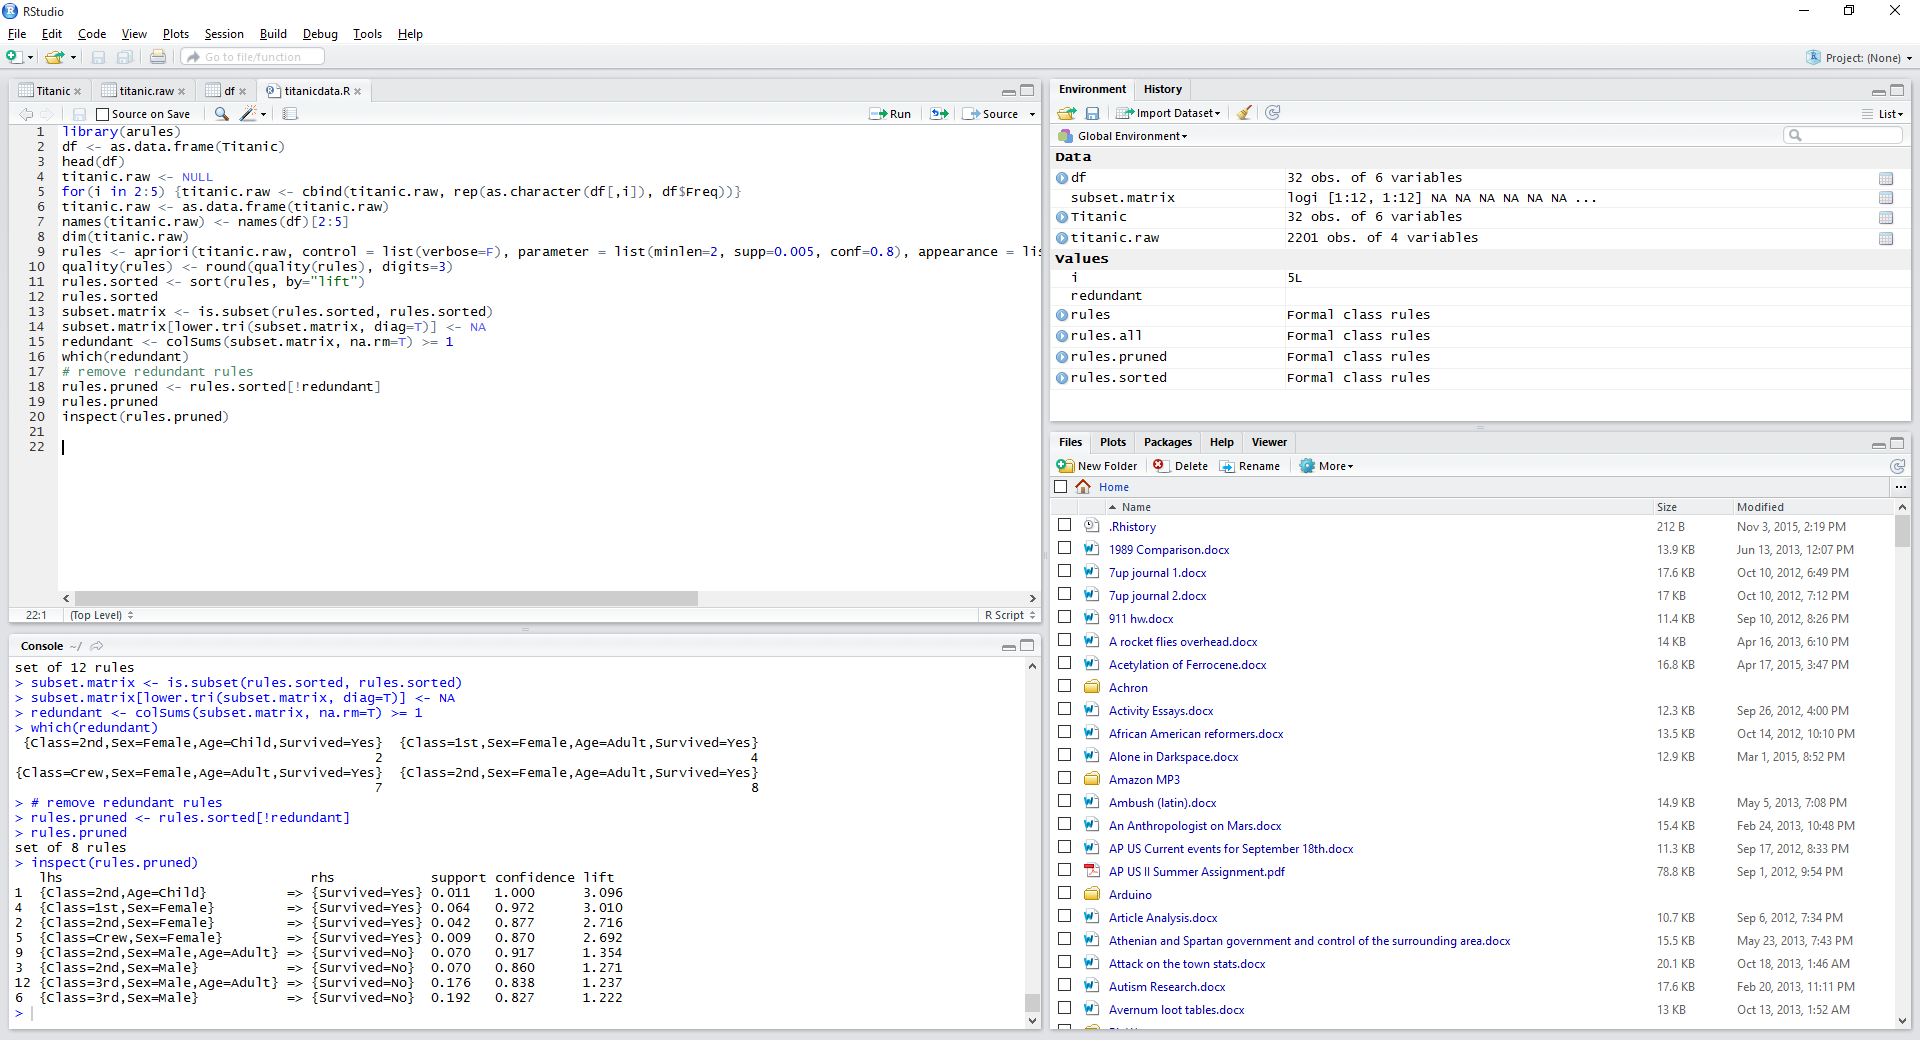 RStudio
File Edit Code View Plots Session Build Debug Tools Help
Go to file/function
Project: (None)
Titanic titanic.raw df titanicdata.R
Source on Save Run Source
1 library(arules)
2 df <- as.data.frame(Titanic)
3 head(df)
4 titanic.raw <- NULL
5 for(i in 2:5) {titanic.raw <- cbind(titanic.raw, rep(as.character(df[,i]), df$Freq))}
6 titanic.raw <- as.data.frame(titanic.raw)
7 names(titanic.raw) <- names(df)[2:5]
8 dim(titanic.raw)
9 rules <- apriori(titanic.raw, control = list(verbose=F), parameter = list(minlen=2, supp=0.005, conf=0.8), appearance = lis
10 quality(rules) <- round(quality(rules), digits=3)
11 rules.sorted <- sort(rules, by="lift")
12 rules.sorted
13 subset.matrix <- is.subset(rules.sorted, rules.sorted)
14 subset.matrix[lower.tri(subset.matrix, diag=T)] <- NA
15 redundant <- colSums(subset.matrix, na.rm=T) >= 1
16 which(redundant)
17 # remove redundant rules
18 rules.pruned <- rules.sorted[!redundant]
19 rules.pruned
20 inspect(rules.pruned)
21
22
22:1 (Top Level) R Script
Console ~/
set of 12 rules
> subset.matrix <- is.subset(rules.sorted, rules.sorted)
> subset.matrix[lower.tri(subset.matrix, diag=T)] <- NA
> redundant <- colSums(subset.matrix, na.rm=T) >= 1
> which(redundant)
{Class=2nd,Sex=Female,Age=Child,Survived=Yes} {Class=1st,Sex=Female,Age=Adult,Survived=Yes}
2 4
{Class=Crew,Sex=Female,Age=Adult,Survived=Yes} {Class=2nd,Sex=Female,Age=Adult,Survived=Yes}
7 8
> # remove redundant rules
> rules.pruned <- rules.sorted[!redundant]
> rules.pruned
set of 8 rules
> inspect(rules.pruned)
lhs rhs support confidence lift
1 {Class=2nd,Age=Child} => {Survived=Yes} 0.011 1.000 3.096
4 {Class=1st,Sex=Female} => {Survived=Yes} 0.064 0.972 3.010
2 {Class=2nd,Sex=Female} => {Survived=Yes} 0.042 0.877 2.716
5 {Class=Crew,Sex=Female} => {Survived=Yes} 0.009 0.870 2.692
9 {Class=2nd,Sex=Male,Age=Adult} => {Survived=No} 0.070 0.917 1.354
3 {Class=2nd,Sex=Male} => {Survived=No} 0.070 0.860 1.271
12 {Class=3rd,Sex=Male,Age=Adult} => {Survived=No} 0.176 0.838 1.237
6 {Class=3rd,Sex=Male} => {Survived=No} 0.192 0.827 1.222
>
Environment History
Import Dataset List
Global Environment
Data
df 32 obs. of 6 variables
subset.matrix logi [1:12, 1:12] NA NA NA NA NA NA ...
Titanic 32 obs. of 6 variables
titanic.raw 2201 obs. of 4 variables
Values
i 5L
redundant
rules Formal class rules
rules.all Formal class rules
rules.pruned Formal class rules
rules.sorted Formal class rules
Files Plots Packages Help Viewer
New Folder Delete Rename More
Home ...
Name Size Modified
.Rhistory 212 B Nov 3, 2015, 2:19 PM
1989 Comparison.docx 13.9 KB Jun 13, 2013, 12:07 PM
7up journal 1.docx 17.6 KB Oct 10, 2012, 6:49 PM
7up journal 2.docx 17 KB Oct 10, 2012, 7:12 PM
911 hw.docx 11.4 KB Sep 10, 2012, 8:26 PM
A rocket flies overhead.docx 14 KB Apr 16, 2013, 6:10 PM
Acetylation of Ferrocene.docx 16.8 KB Apr 17, 2015, 3:47 PM
Achron
Activity Essays.docx 12.3 KB Sep 26, 2012, 4:00 PM
African American reformers.docx 13.5 KB Oct 14, 2012, 10:10 PM
Alone in Darkspace.docx 12.9 KB Mar 1, 2015, 8:52 PM
Amazon MP3
Ambush (latin).docx 14.9 KB May 5, 2013, 7:08 PM
An Anthropologist on Mars.docx 15.4 KB Feb 24, 2013, 10:48 PM
AP US Current events for September 18th.docx 11.3 KB Sep 17, 2012, 8:33 PM
AP US II Summer Assignment.pdf 78.8 KB Sep 1, 2012, 9:54 PM
Arduino
Article Analysis.docx 10.7 KB Sep 6, 2012, 7:34 PM
Athenian and Spartan government and control of the surrounding area.docx 15.5 KB May 23, 2013, 7:43 PM
Attack on the town stats.docx 20.1 KB Oct 18, 2013, 1:46 AM
Autism Research.docx 17.6 KB Feb 20, 2013, 11:11 PM
Avernum loot tables.docx 13 KB Oct 13, 2013, 1:52 AM